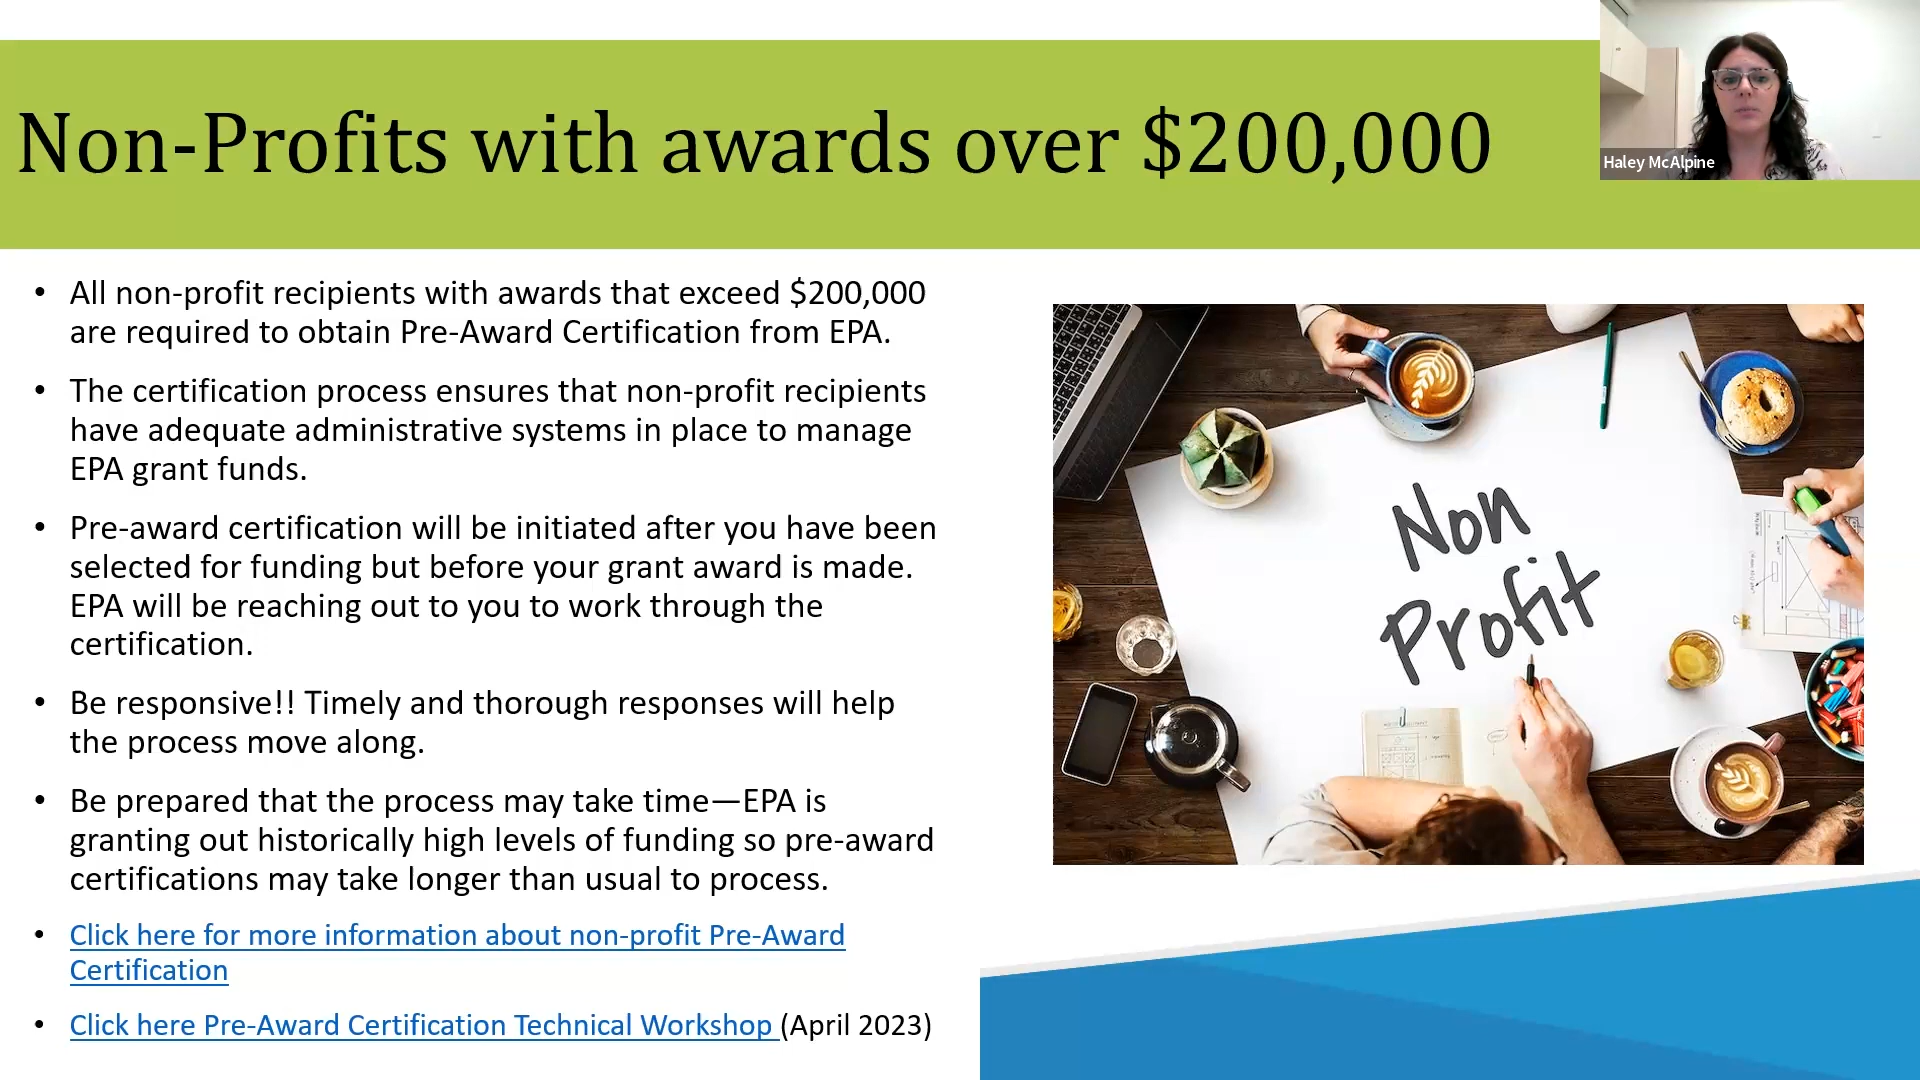 Non-Profits with awards over $200,000
Haley McAlpine
• All non-profit recipients with awards that exceed $200,000
are required to obtain Pre-Award Certification from EPA.
• The certification process ensures that non-profit recipients
have adequate administrative systems in place to manage
EPA grant funds.
• Pre-award certification will be initiated after you have been
selected for funding but before your grant award is made.
EPA will be reaching out to you to work through the
certification.
• Be responsive!! Timely and thorough responses will help
the process move along.
• Be prepared that the process may take time—EPA is
granting out historically high levels of funding so pre-award
certifications may take longer than usual to process.
• Click here for more information about non-profit Pre-Award
Certification
• Click here Pre-Award Certification Technical Workshop (April 2023)
Non
Profit